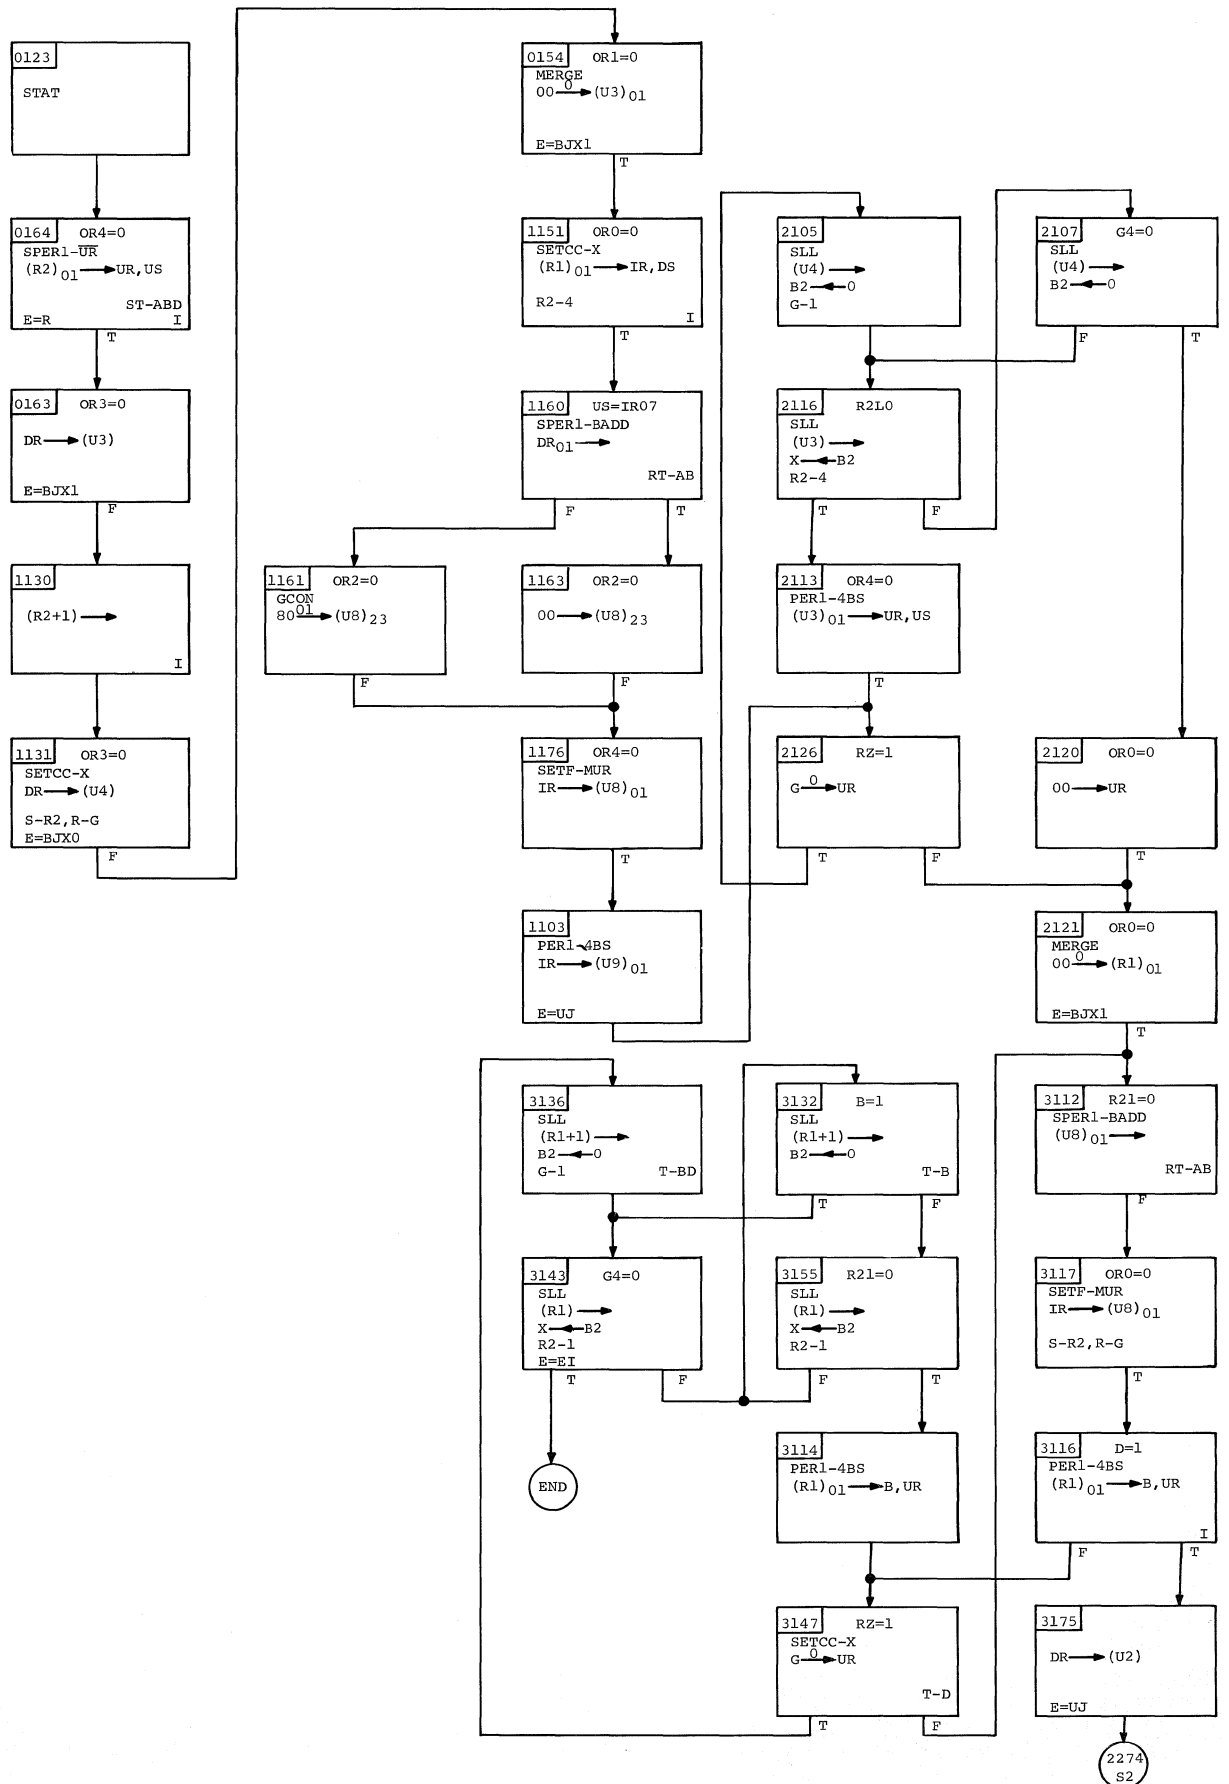 0123
STAT
0164 OR4=0
SPER1-U̅R̅
(R2)01 → UR,US
ST-ABD
E=R I
T
0163 OR3=0
DR → (U3)
E=BJX1
F
1130
(R2+1) →
I
1131 OR3=0
SETCC-X
DR → (U4)
S-R2,R-G
E=BJX0
F
0154 OR1=0
MERGE
00 0→ (U3)01
E=BJX1
T
1151 OR0=0
SETCC-X
(R1)01 → IR,DS
R2-4
I
T
1160 US=IR07
SPER1-BADD
DR01 →
RT-AB
F T
1161 OR2=0
GCON
80 01→ (U8)23
F
1163 OR2=0
00 → (U8)23
F
1176 OR4=0
SETF-MUR
IR → (U8)01
T
1103
PER1-4BS
IR → (U9)01
E=UJ
2105
SLL
(U4) →
B2 ← 0
G-1
2107 G4=0
SLL
(U4) →
B2 ← 0
F T
2116 R2L0
SLL
(U3) →
X ← B2
R2-4
T F
2113 OR4=0
PER1-4BS
(U3)01 → UR,US
T
2126 RZ=1
G 0→ UR
T F
2120 OR0=0
00 → UR
T
2121 OR0=0
MERGE
00 0→ (R1)01
E=BJX1
T
3136
SLL
(R1+1) →
B2 ← 0
G-1 T-BD
3132 B=1
SLL
(R1+1) →
B2 ← 0
T-B
T F
3112 R21=0
SPER1-BADD
(U8)01 →
RT-AB
F
3143 G4=0
SLL
(R1) →
X ← B2
R2-1
E=EI
T F
END
3155 R21=0
SLL
(R1) →
X ← B2
R2-1
F T
3117 OR0=0
SETF-MUR
IR → (U8)01
S-R2,R-G
T
3114
PER1-4BS
(R1)01 → B,UR
3116 D=1
PER1-4BS
(R1)01 → B,UR
I
F T
3147 RZ=1
SETCC-X
G 0→ UR
T-D
T F
3175
DR → (U2)
E=UJ
2274
S2